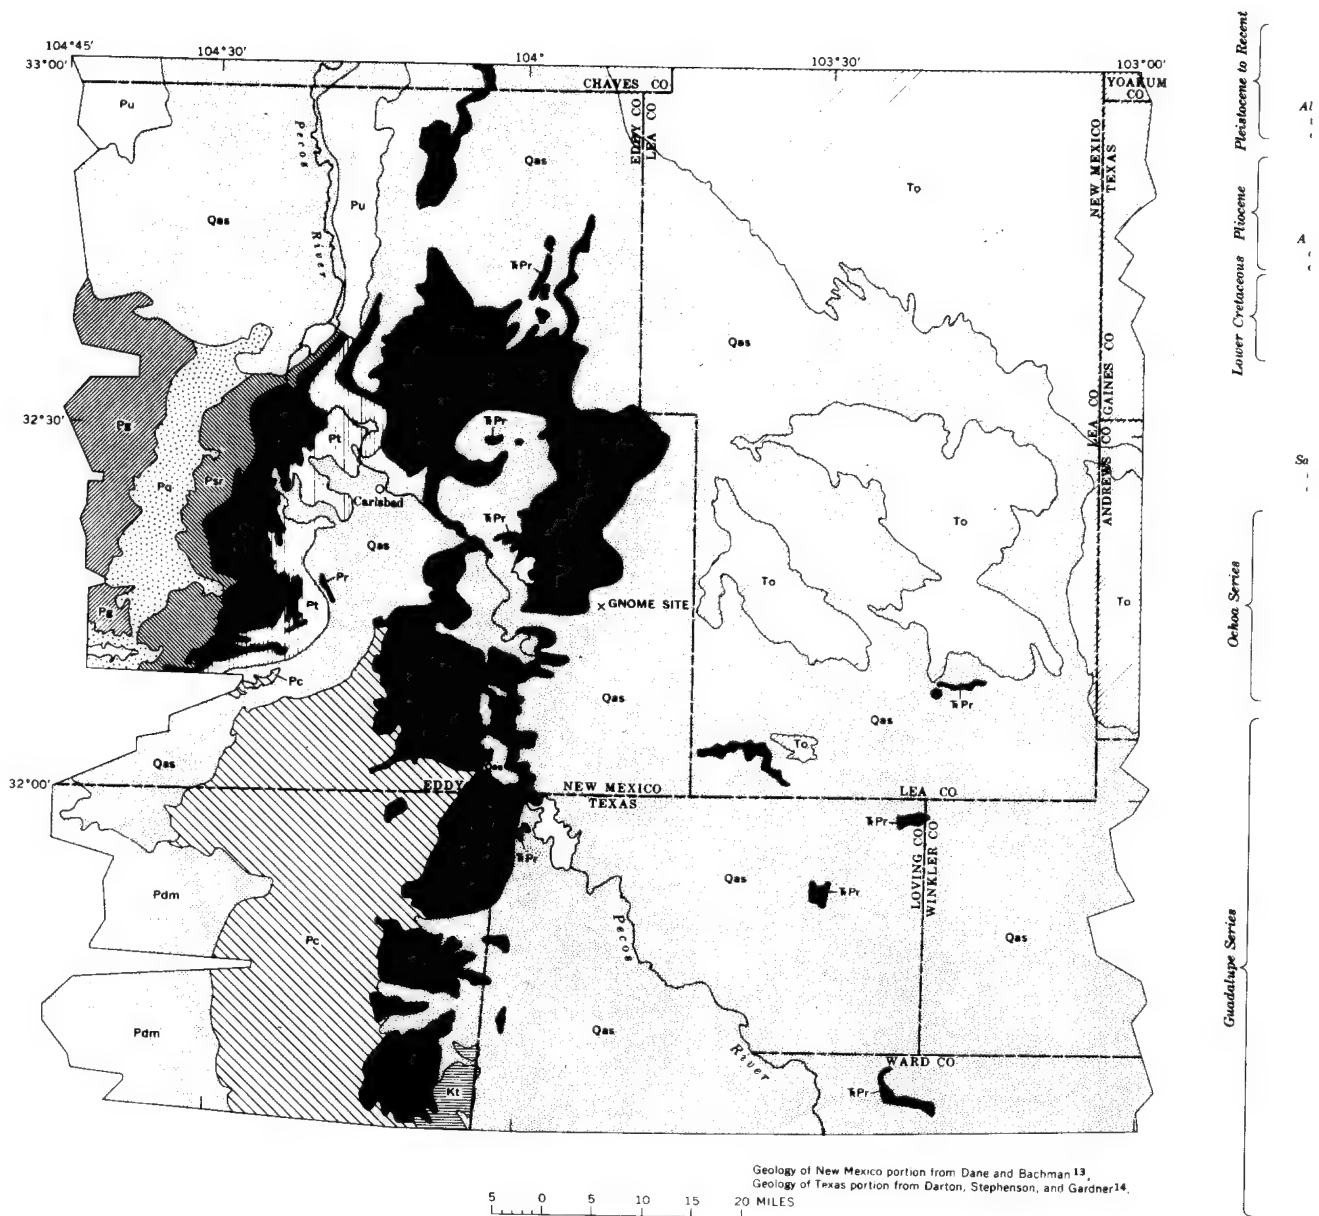 104°45'
33°00'
104°30'
104°
103°30'
103°00'
CHAVES CO
YOAKUM
CO
Pu
Pecos
River
Pu
Qas
Qas
EDDY CO
LEA CO
To
NEW MEXICO
TEXAS
TRPr
Qas
LEA CO
GAINES CO
ANDREWS CO
32°30'
Pg
Pt
TRPr
Psr
Carlsbad
TRPr
Qas
To
To
To
Pr
Pt
Pg
GNOME SITE
Pc
Qas
TRPr
Qas
To
Qas
32°00'
EDDY
NEW MEXICO
TEXAS
LEA CO
TRPr
TRPr
LOVING CO
WINKLER CO
Qas
TRPr
Pdm
Pc
Pecos
River
Qas
Pdm
Qas
Kt
WARD CO
TRPr
Geology of New Mexico portion from Dane and Bachman 13,
Geology of Texas portion from Darton, Stephenson, and Gardner14,
5 0 5 10 15 20 MILES
Pleistocene to Recent
Pliocene
Lower Cretaceous
Ochoa Series
Guadalupe Series
Al
A
Sa